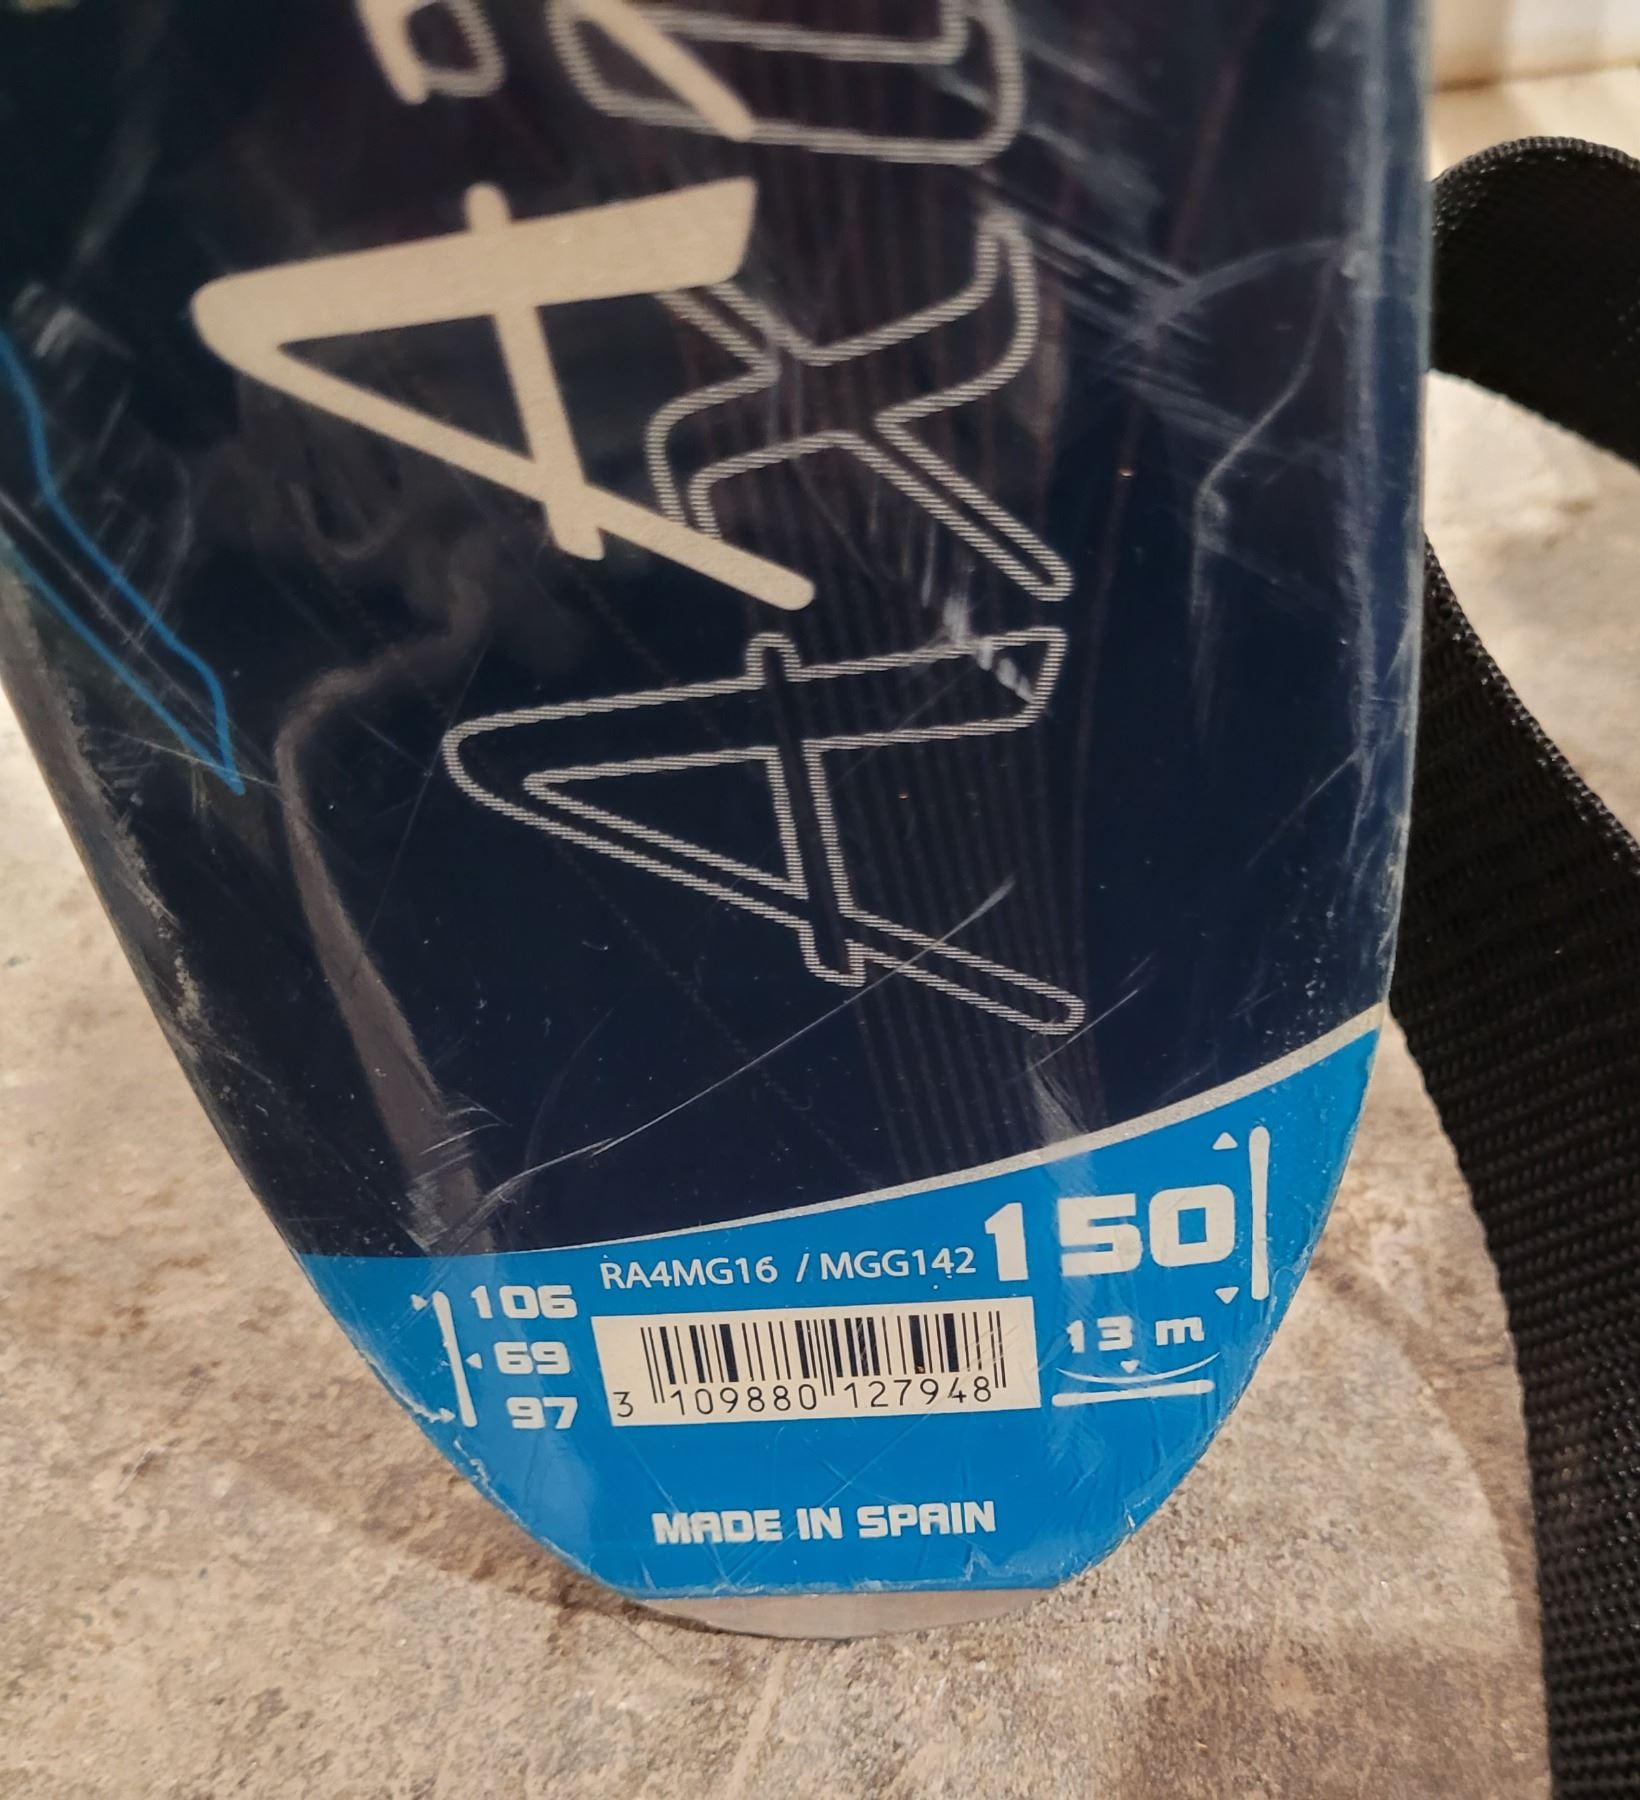 RA4MG16 / MGG142
150
106
69
97
13 m
3 109880 127948
MADE IN SPAIN